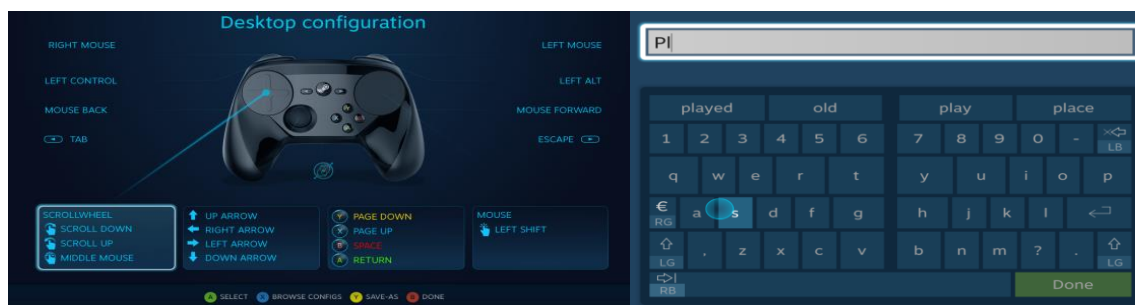 Desktop configuration
RIGHT MOUSE
LEFT MOUSE
LEFT CONTROL
LEFT ALT
MOUSE BACK
MOUSE FORWARD
TAB
ESCAPE
SCROLLWHEEL
SCROLL DOWN
SCROLL UP
MIDDLE MOUSE
UP ARROW
RIGHT ARROW
LEFT ARROW
DOWN ARROW
Y PAGE DOWN
X PAGE UP
B SPACE
A RETURN
MOUSE
LEFT SHIFT
A SELECT X BROWSE CONFIGS Y SAVE-AS B DONE
Pl
played old play place
1 2 3 4 5 6 7 8 9 0 - LB
q w e r t y u i o p
€ RG a s d f g h j k l
LG , z x c v b n m ? . LG
RB Done